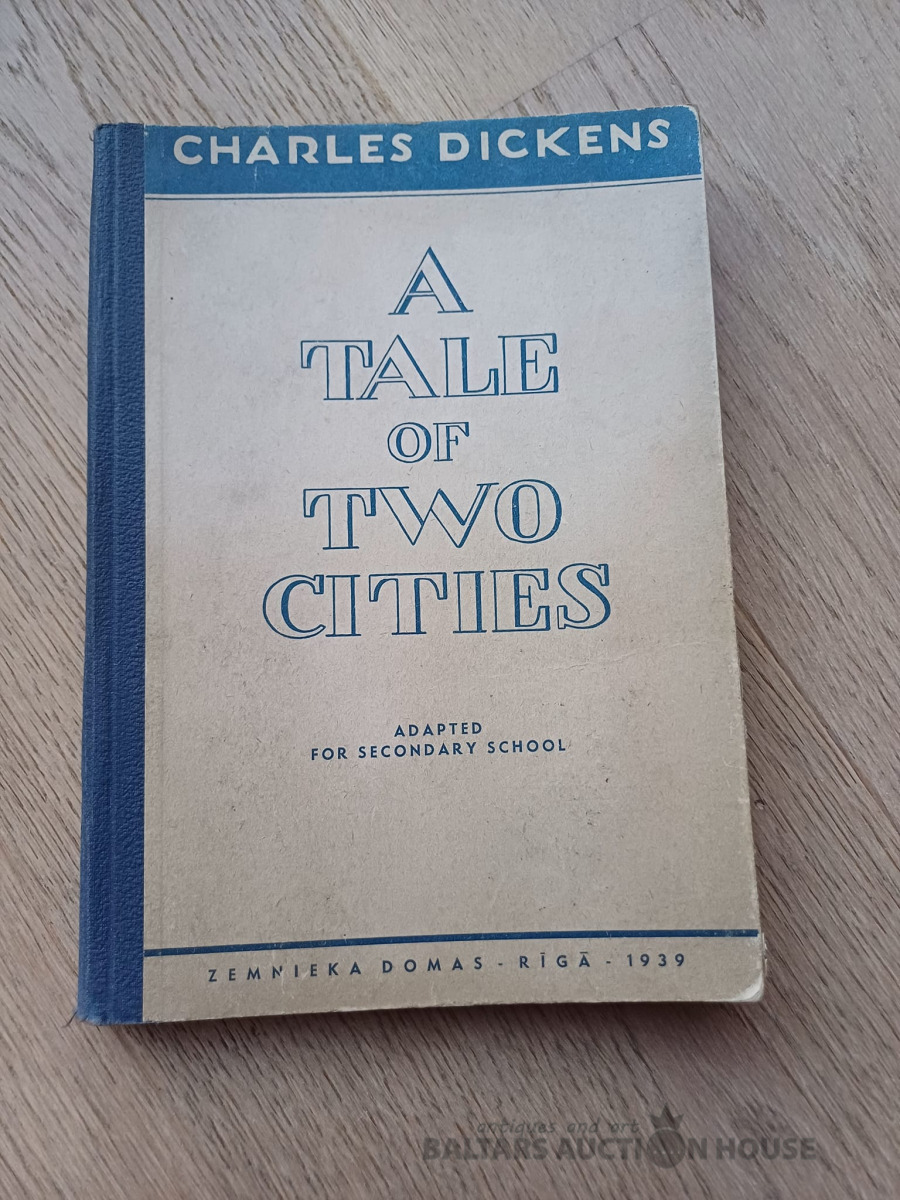 CHARLES DICKENS
A
TALE
OF
TWO
CITIES
ADAPTED
FOR SECONDARY SCHOOL
ZEMNIEKA DOMAS - RĪGĀ - 1939
antiques and art
BALTARS AUCTION HOUSE